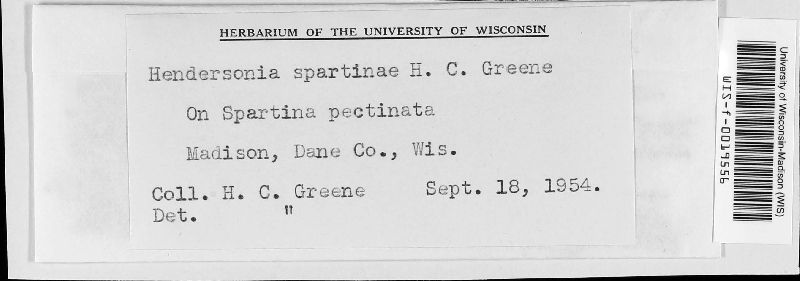 HERBARIUM OF THE UNIVERSITY OF WISCONSIN
Hendersonia spartinae H. C. Greene
On Spartina pectinata
Madison, Dane Co., Wis.
Coll. H. C. Greene Sept. 18, 1954.
Det. "
University of Wisconsin-Madison (WIS)
WIS-f-0019556